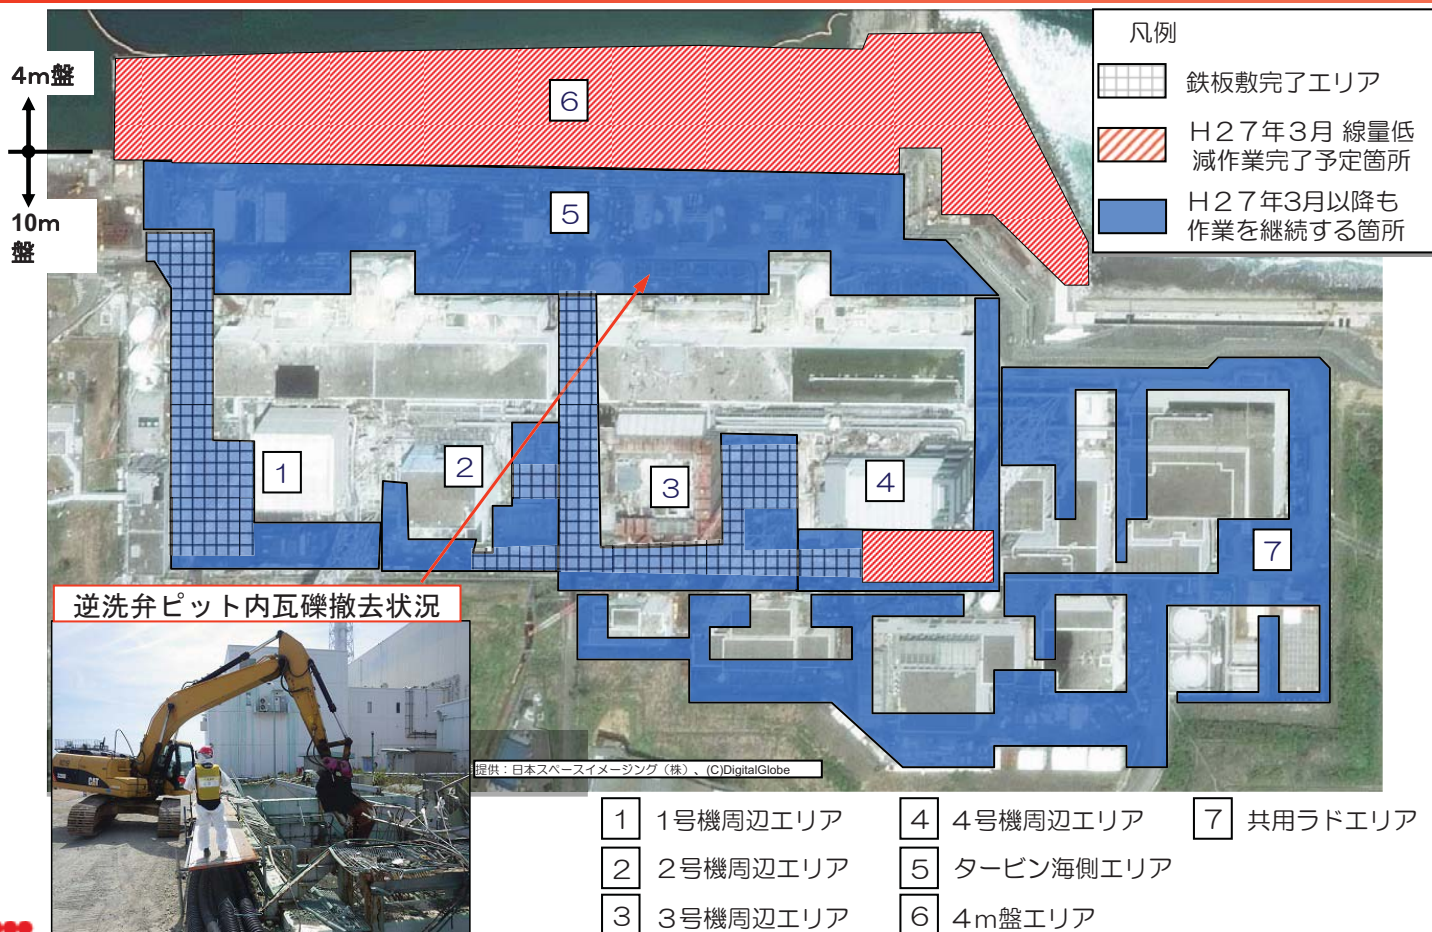 凡例
鉄板敷完了エリア
Ｈ２７年３月 線量低
減作業完了予定箇所
Ｈ２７年3月以降も
作業を継続する箇所
4m盤
10m
盤
6
5
1
2
3
4
7
逆洗弁ピット内瓦礫撤去状況
CAT
提供：日本スペースイメージング（株）、(C)DigitalGlobe
1 1号機周辺エリア
2 ２号機周辺エリア
3 ３号機周辺エリア
4 ４号機周辺エリア
5 タービン海側エリア
6 ４ｍ盤エリア
7 共用ラドエリア